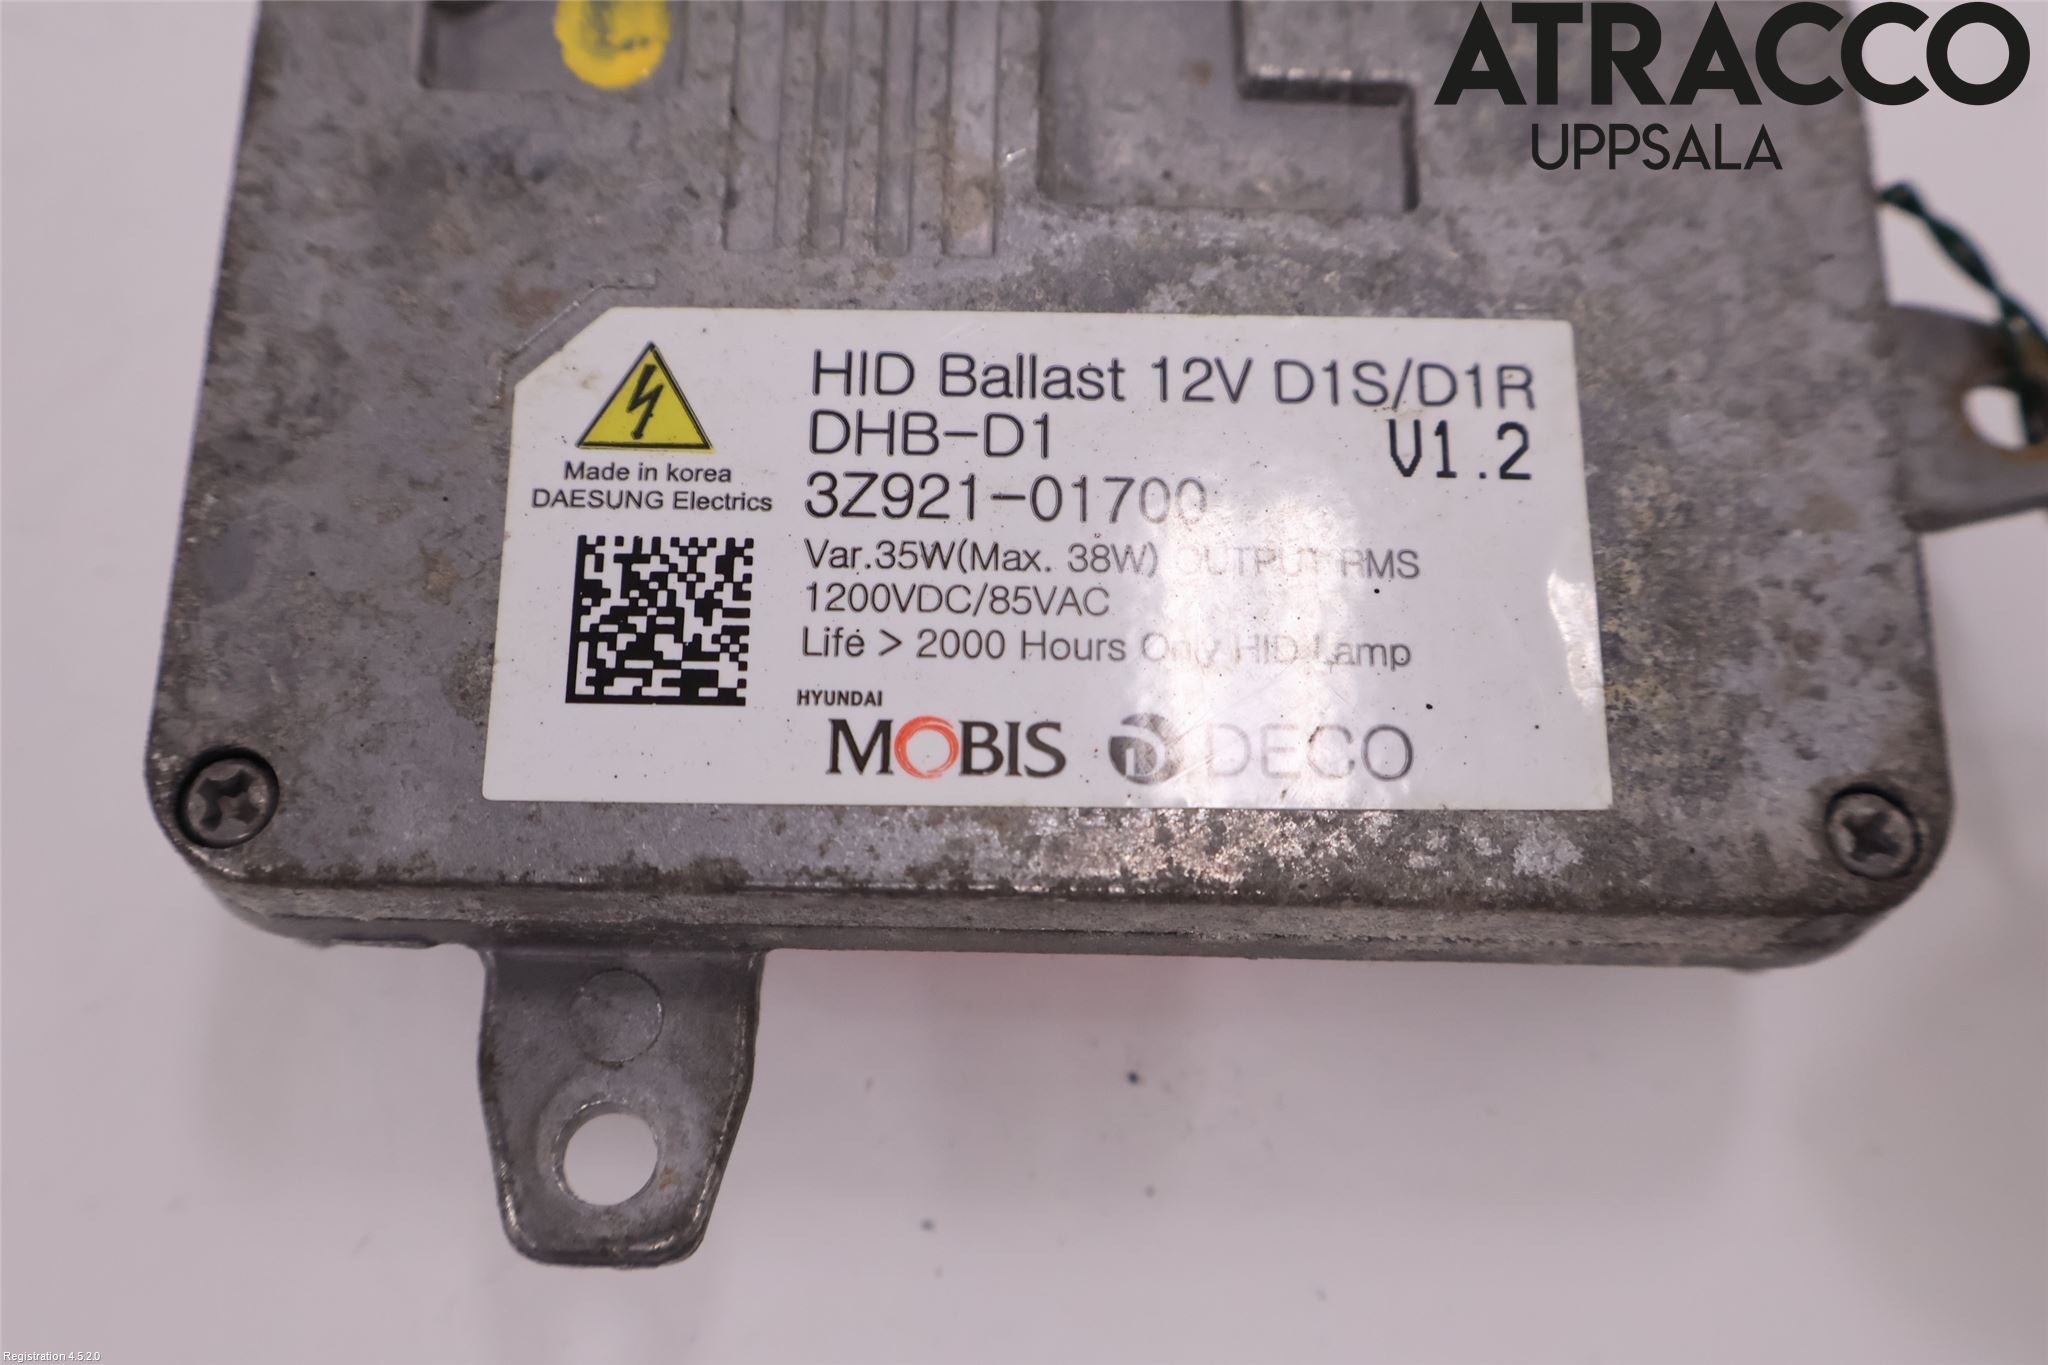 ATRACCO
UPPSALA
HID Ballast 12V D1S/D1R
DHB-D1
V1.2
Made in korea
DAESUNG Electrics
3Z921-01700
Var.35W(Max. 38W) OUTPUT RMS
1200VDC/85VAC
Life > 2000 Hours Only HID Lamp
HYUNDAI
MOBIS
DECO
Registration 4.5.2.0